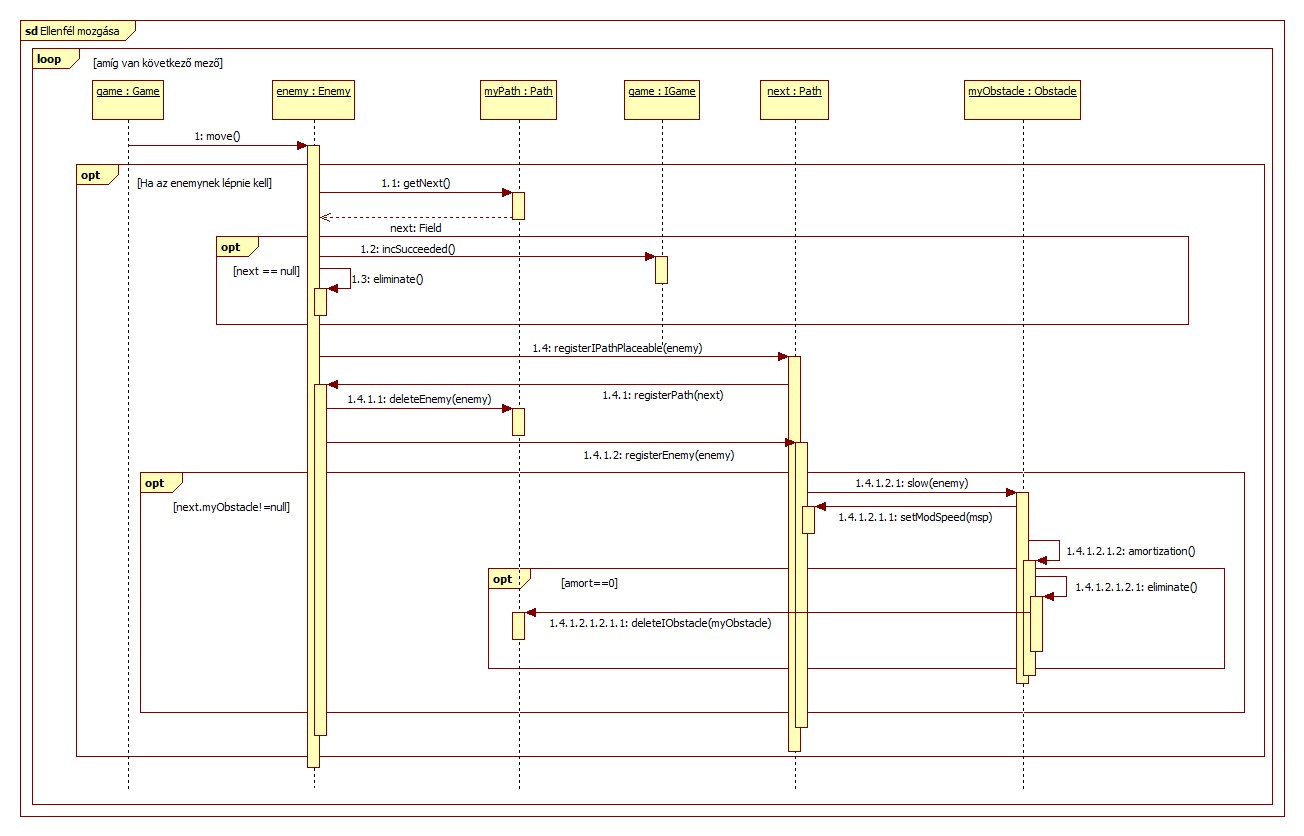 sd Ellenfél mozgása
loop
[amíg van következő mező]
game : Game
enemy : Enemy
myPath : Path
game : IGame
next : Path
myObstacle : Obstacle
1: move()
opt
[Ha az enemynek lépnie kell]
1.1: getNext()
next: Field
opt
1.2: incSucceeded()
[next == null]
1.3: eliminate()
1.4: registerIPathPlaceable(enemy)
1.4.1: registerPath(next)
1.4.1.1: deleteEnemy(enemy)
1.4.1.2: registerEnemy(enemy)
opt
1.4.1.2.1: slow(enemy)
[next.myObstacle!=null]
1.4.1.2.1.1: setModSpeed(msp)
1.4.1.2.1.2: amortization()
opt
[amort==0]
1.4.1.2.1.2.1: eliminate()
1.4.1.2.1.2.1.1: deleteIObstacle(myObstacle)